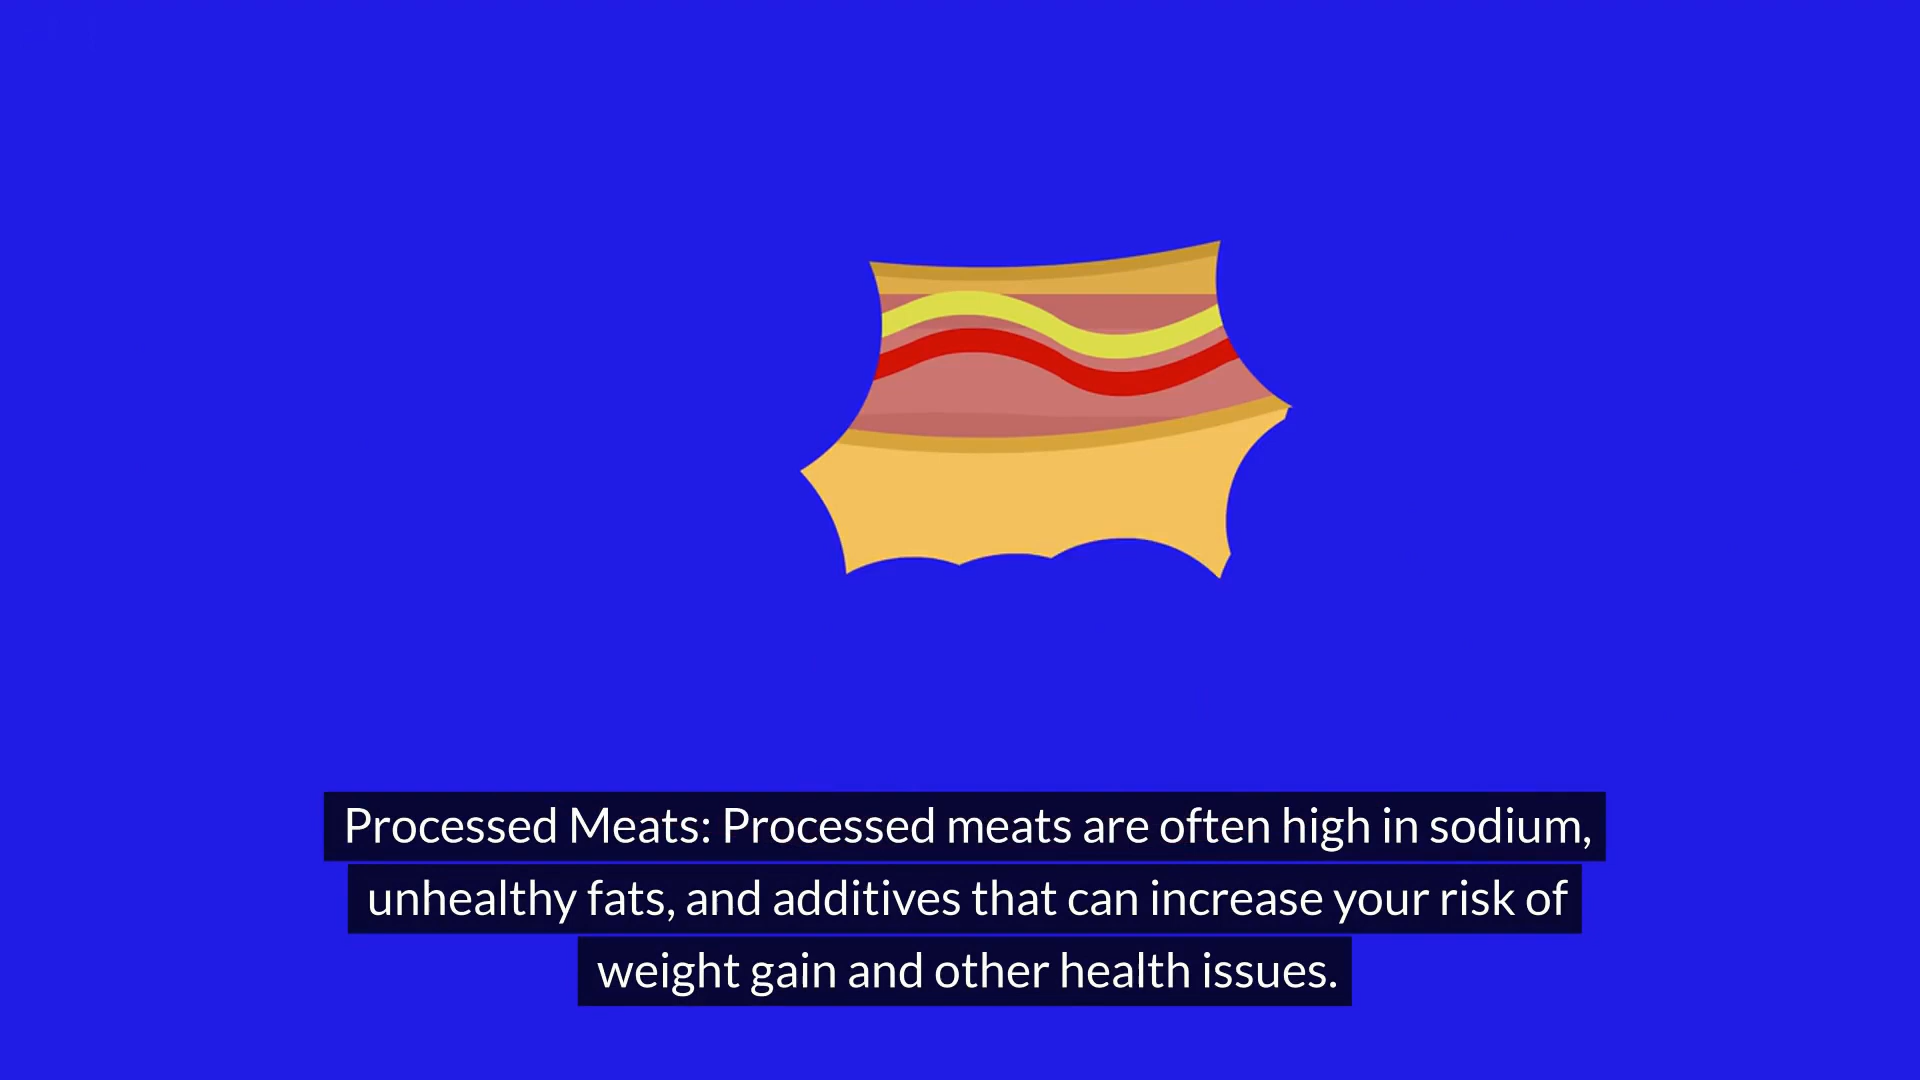 Processed Meats: Processed meats are often high in sodium,
unhealthy fats, and additives that can increase your risk of
weight gain and other health issues.